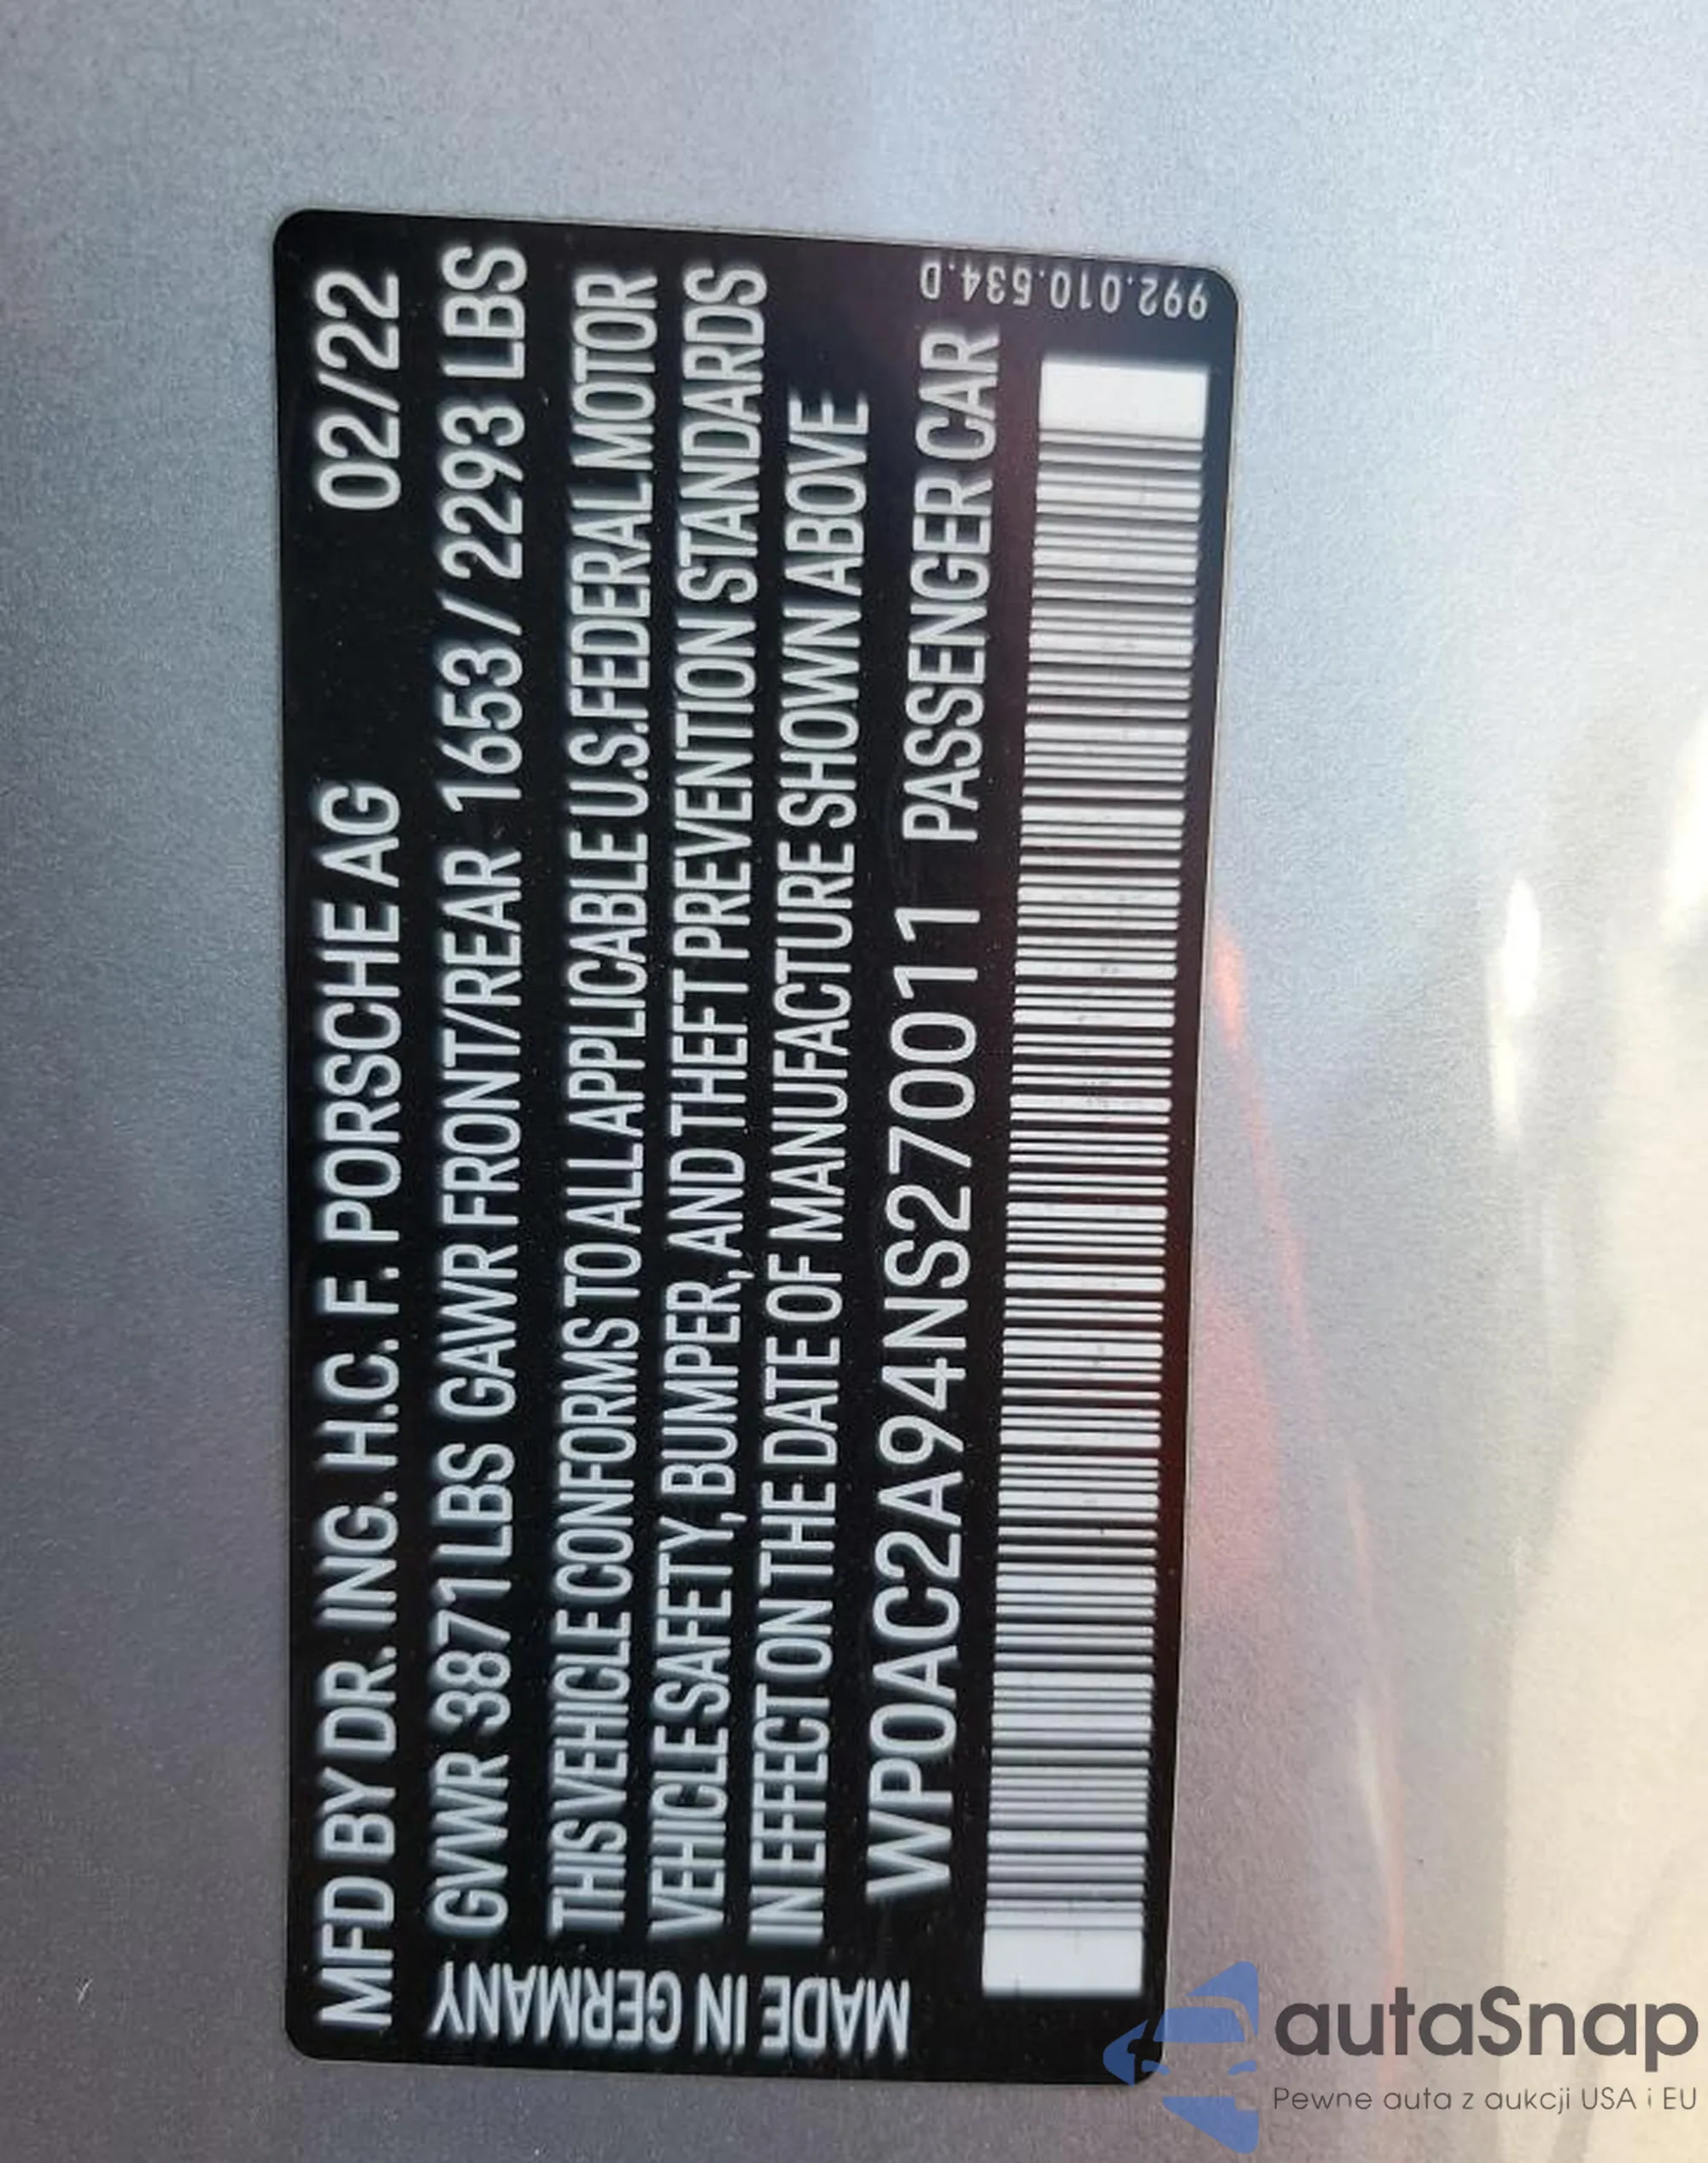 MFD BY DR. ING. H.C. F. PORSCHE AG 02/22
GVWR 3871 LBS GAWR FRONT/REAR 1653 / 2293 LBS
THIS VEHICLE CONFORMS TO ALL APPLICABLE U.S. FEDERAL MOTOR
VEHICLE SAFETY, BUMPER, AND THEFT PREVENTION STANDARDS
IN EFFECT ON THE DATE OF MANUFACTURE SHOWN ABOVE
WP0AC2A94NS270011 PASSENGER CAR
MADE IN GERMANY
992.010.534.D
autaSnap
Pewne auta z aukcji USA i EU